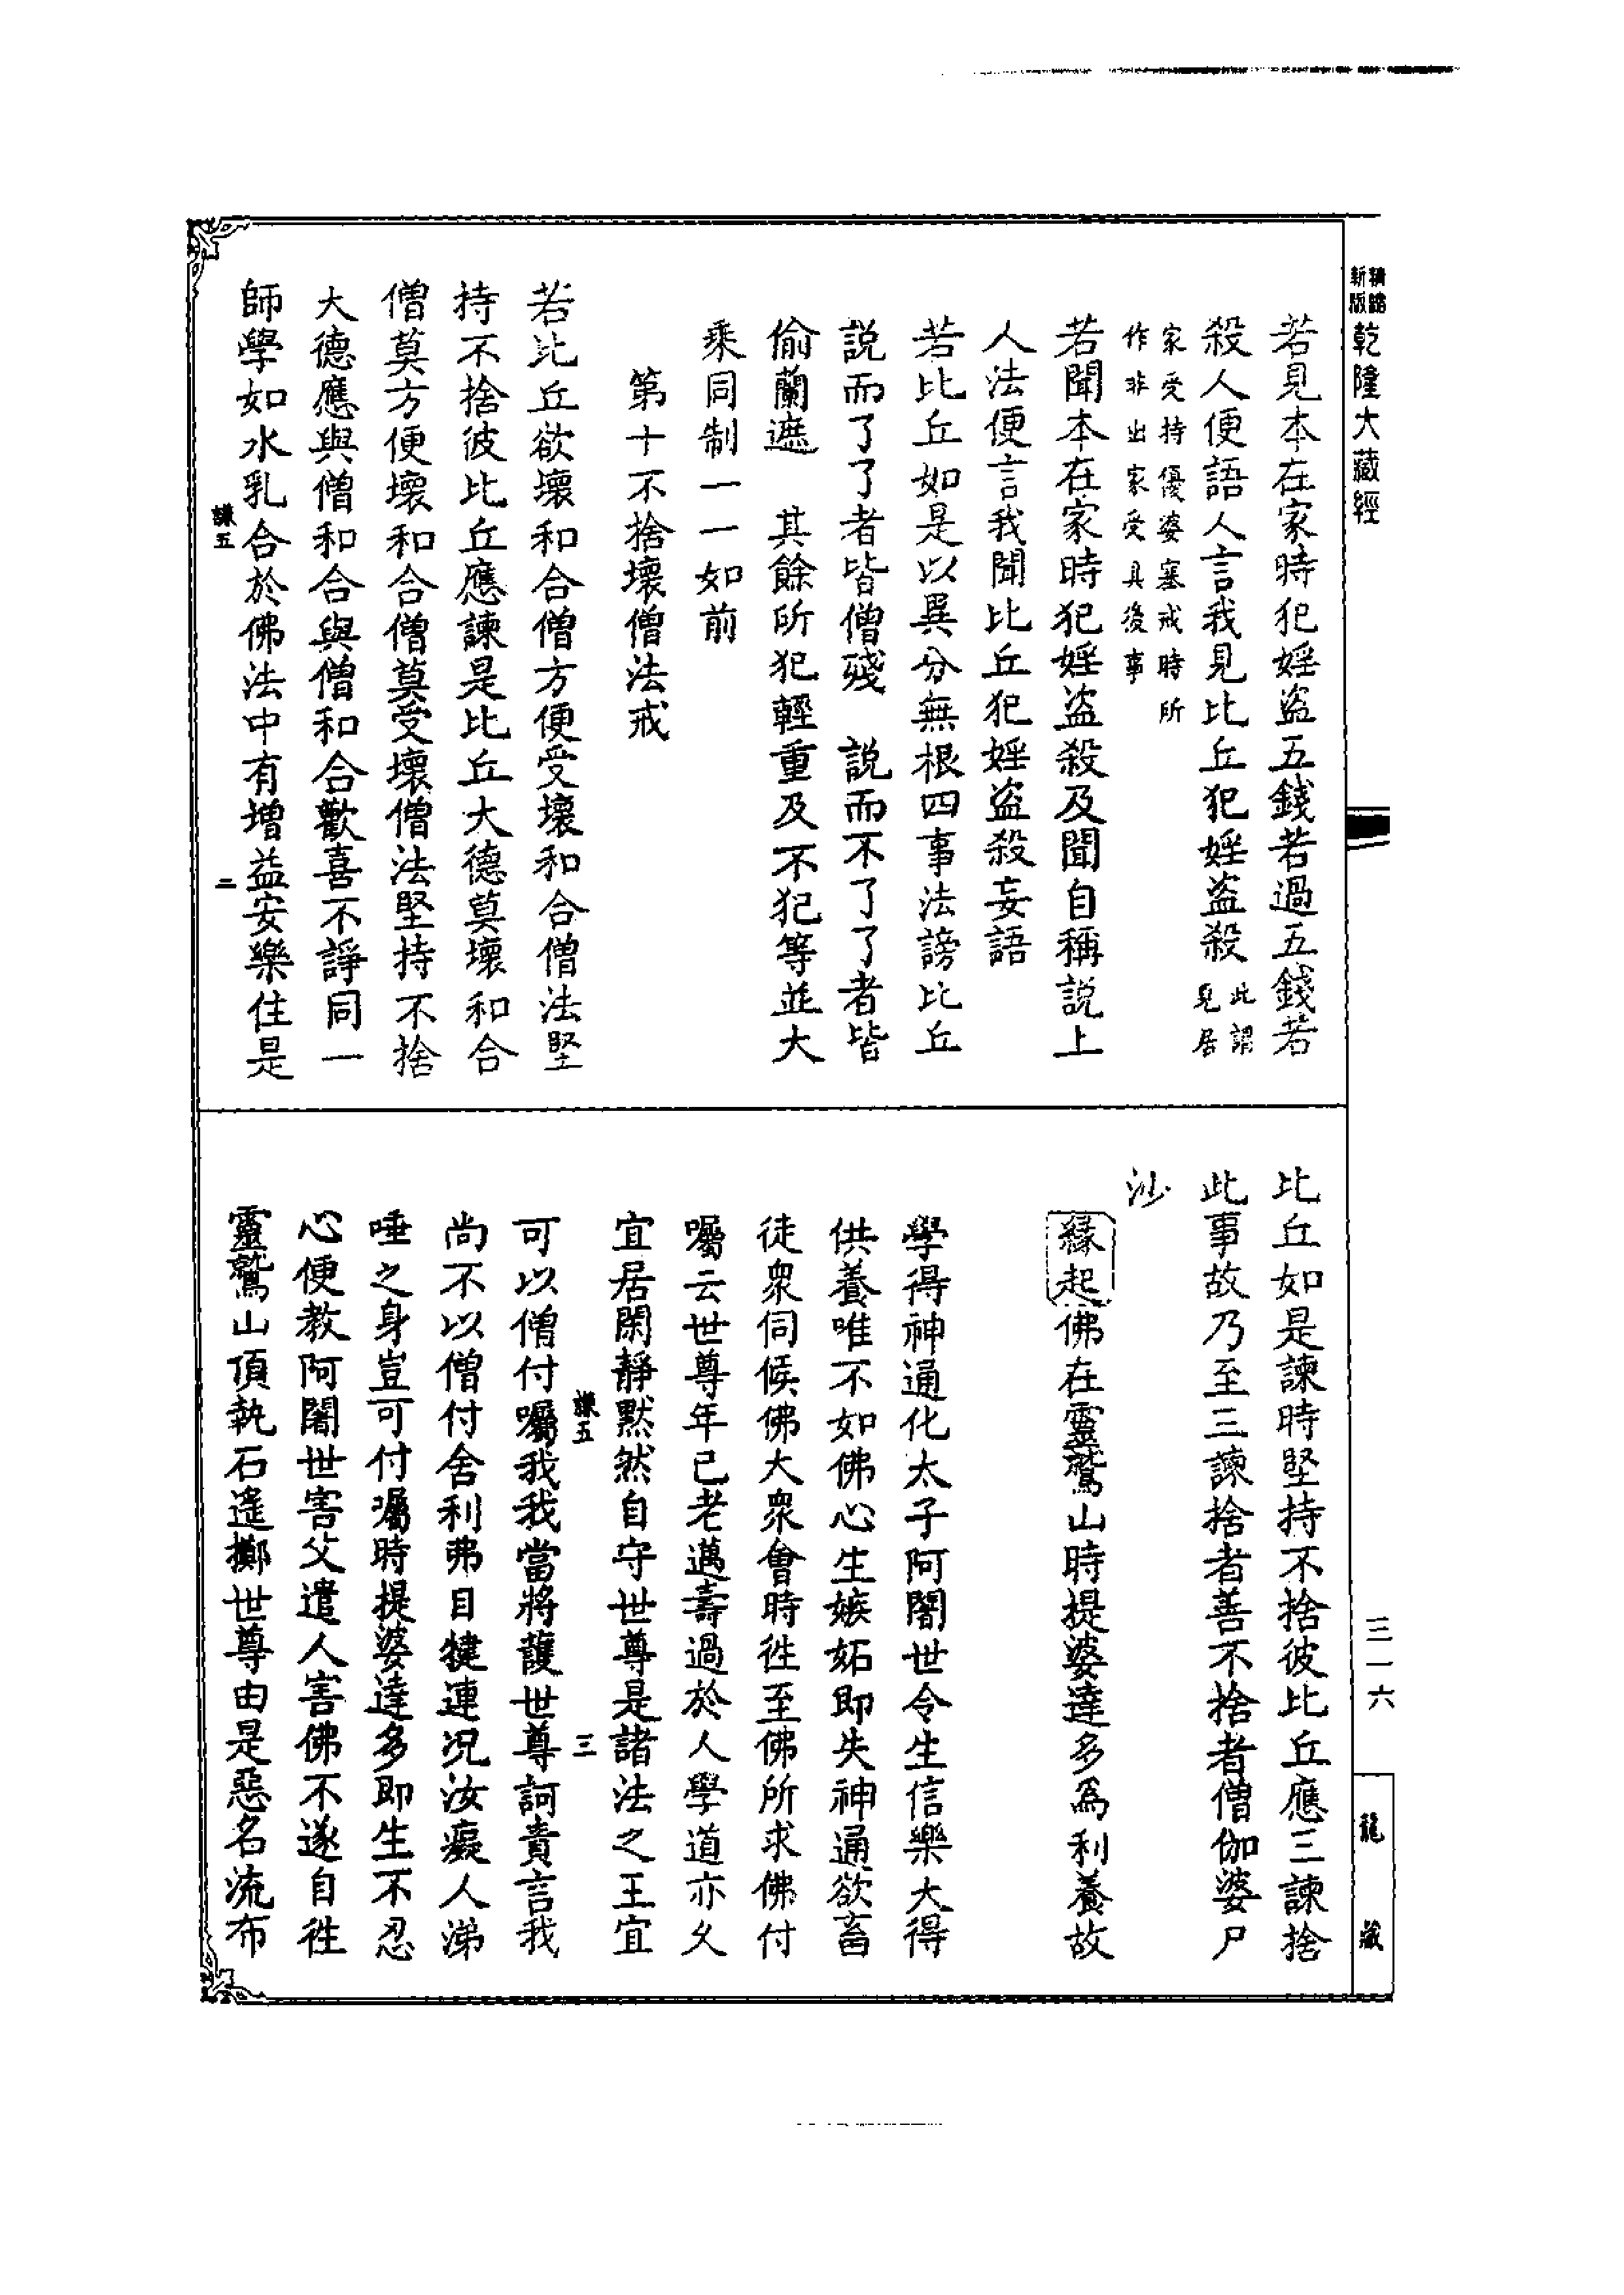 新版
精縮
乾隆大藏經
若見本在家時犯婬盜五錢若過五錢若
殺人便語人言我見比丘犯婬盜殺此謂見居
家受持優婆塞戒時所
作非出家受具後事
若聞本在家時犯婬盜殺及聞自稱説上
人法便言我聞比丘犯婬盜殺妄語
若比丘如是以異分無根四事法謗比丘
説而了了者皆僧殘　説而不了了者皆
偷蘭遮　其餘所犯輕重及不犯等並大
乘同制一一如前
第十不捨壞僧法戒
若比丘欲壞和合僧方便受壞和合僧法堅
持不捨彼比丘應諫是比丘大德莫壞和合
僧莫方便壞和合僧莫受壞僧法堅持不捨
大德應與僧和合與僧和合歡喜不諍同一
師學如水乳合於佛法中有增益安樂住是
謙五　二
比丘如是諫時堅持不捨彼比丘應三諫捨
此事故乃至三諫捨者善不捨者僧伽婆尸
沙
緣起佛在靈鷲山時提婆達多爲利養故
學得神通化太子阿闍世令生信樂大得
供養唯不如佛心生嫉妬即失神通欲畜
徒衆伺候佛大衆會時徃至佛所求佛付
囑云世尊年已老邁壽過於人學道亦久
宜居閑靜默然自守世尊是諸法之王宜
謙五　三
可以僧付囑我我當將護世尊訶責言我
尚不以僧付舍利弗目犍連況汝癡人涕
唾之身豈可付囑時提婆達多即生不忍
心便教阿闍世害父遣人害佛不遂自徃
靈鷲山頂執石遙擲世尊由是惡名流布
三一六
龍藏